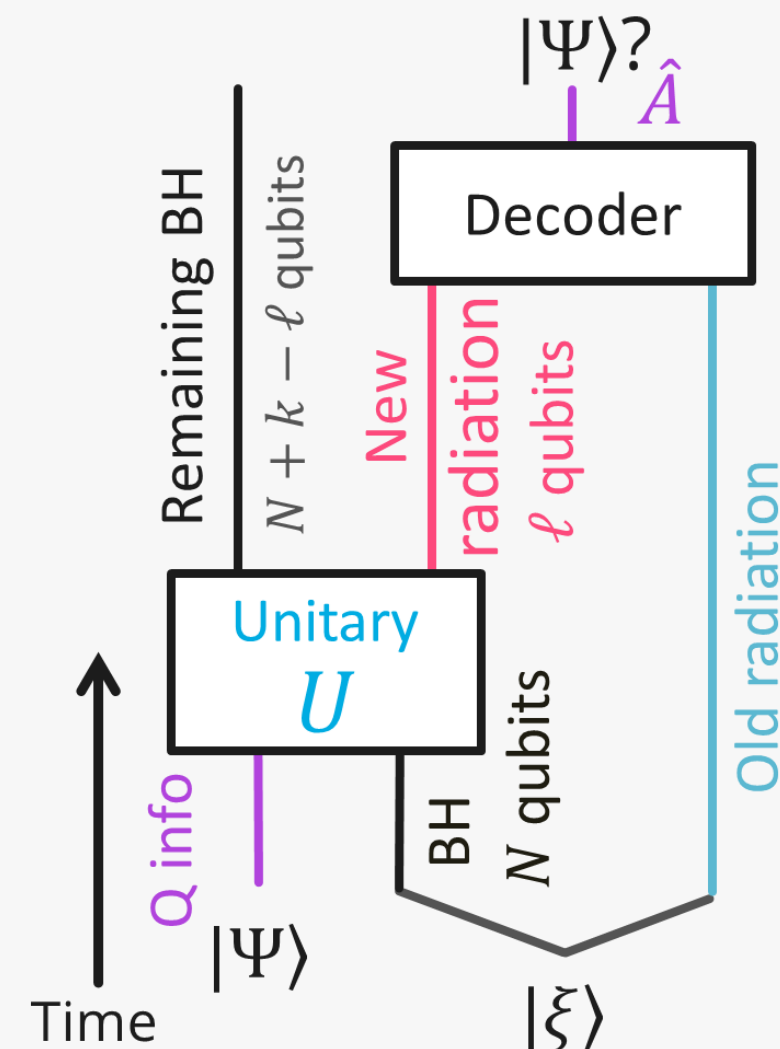 |Ψ⟩?
Â
Decoder
Remaining BH
N + k − ℓ qubits
New
radiation
ℓ qubits
Old radiation
Unitary
U
Q info
BH
N qubits
|Ψ⟩
|ξ⟩
Time